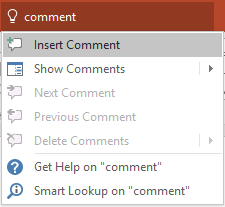 comment
Insert Comment
Show Comments
Next Comment
Previous Comment
Delete Comments
Get Help on "comment"
Smart Lookup on "comment"